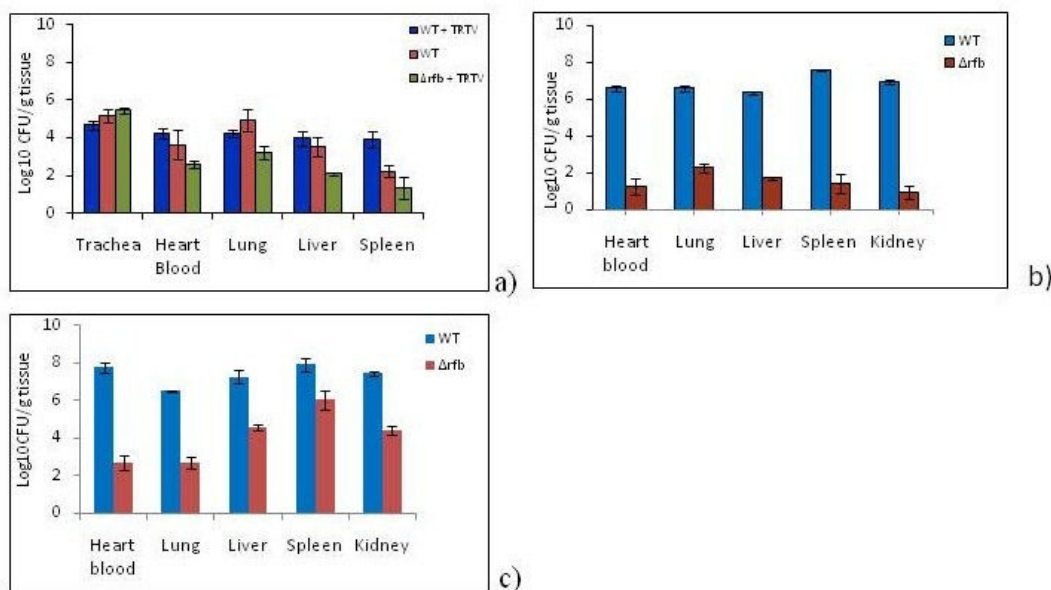 10
8
6
4
2
0
Log10 CFU/g tissue
WT + TRTV
WT
Δrfb + TRTV
Trachea Heart Blood Lung Liver Spleen
a)
10
8
6
4
2
0
Log10 CFU/g tissue
WT
Δrfb
Heart blood Lung Liver Spleen Kidney
b)
10
8
6
4
2
0
Log10CFU/g tissue
WT
Δrfb
Heart blood Lung Liver Spleen Kidney
c)